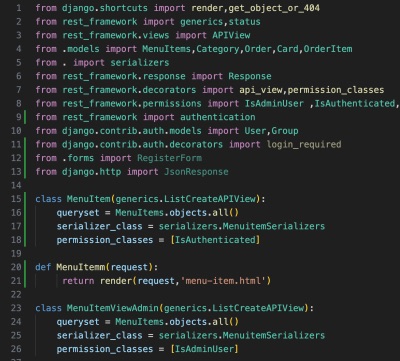 1 from django.shortcuts import render,get_object_or_404
2 from rest_framework import generics,status
3 from rest_framework.views import APIView
4 from .models import MenuItems,Category,Order,Card,OrderItem
5 from . import serializers
6 from rest_framework.response import Response
7 from rest_framework.decorators import api_view,permission_classes
8 from rest_framework.permissions import IsAdminUser ,IsAuthenticated,
9 from rest_framework import authentication
10 from django.contrib.auth.models import User,Group
11 from django.contrib.auth.decorators import login_required
12 from .forms import RegisterForm
13 from django.http import JsonResponse
14
15 class MenuItem(generics.ListCreateAPIView):
16 queryset = MenuItems.objects.all()
17 serializer_class = serializers.MenuitemSerializers
18 permission_classes = [IsAuthenticated]
19
20 def MenuItemm(request):
21 return render(request,'menu-item.html')
22
23 class MenuItemViewAdmin(generics.ListCreateAPIView):
24 queryset = MenuItems.objects.all()
25 serializer_class = serializers.MenuitemSerializers
26 permission_classes = [IsAdminUser]